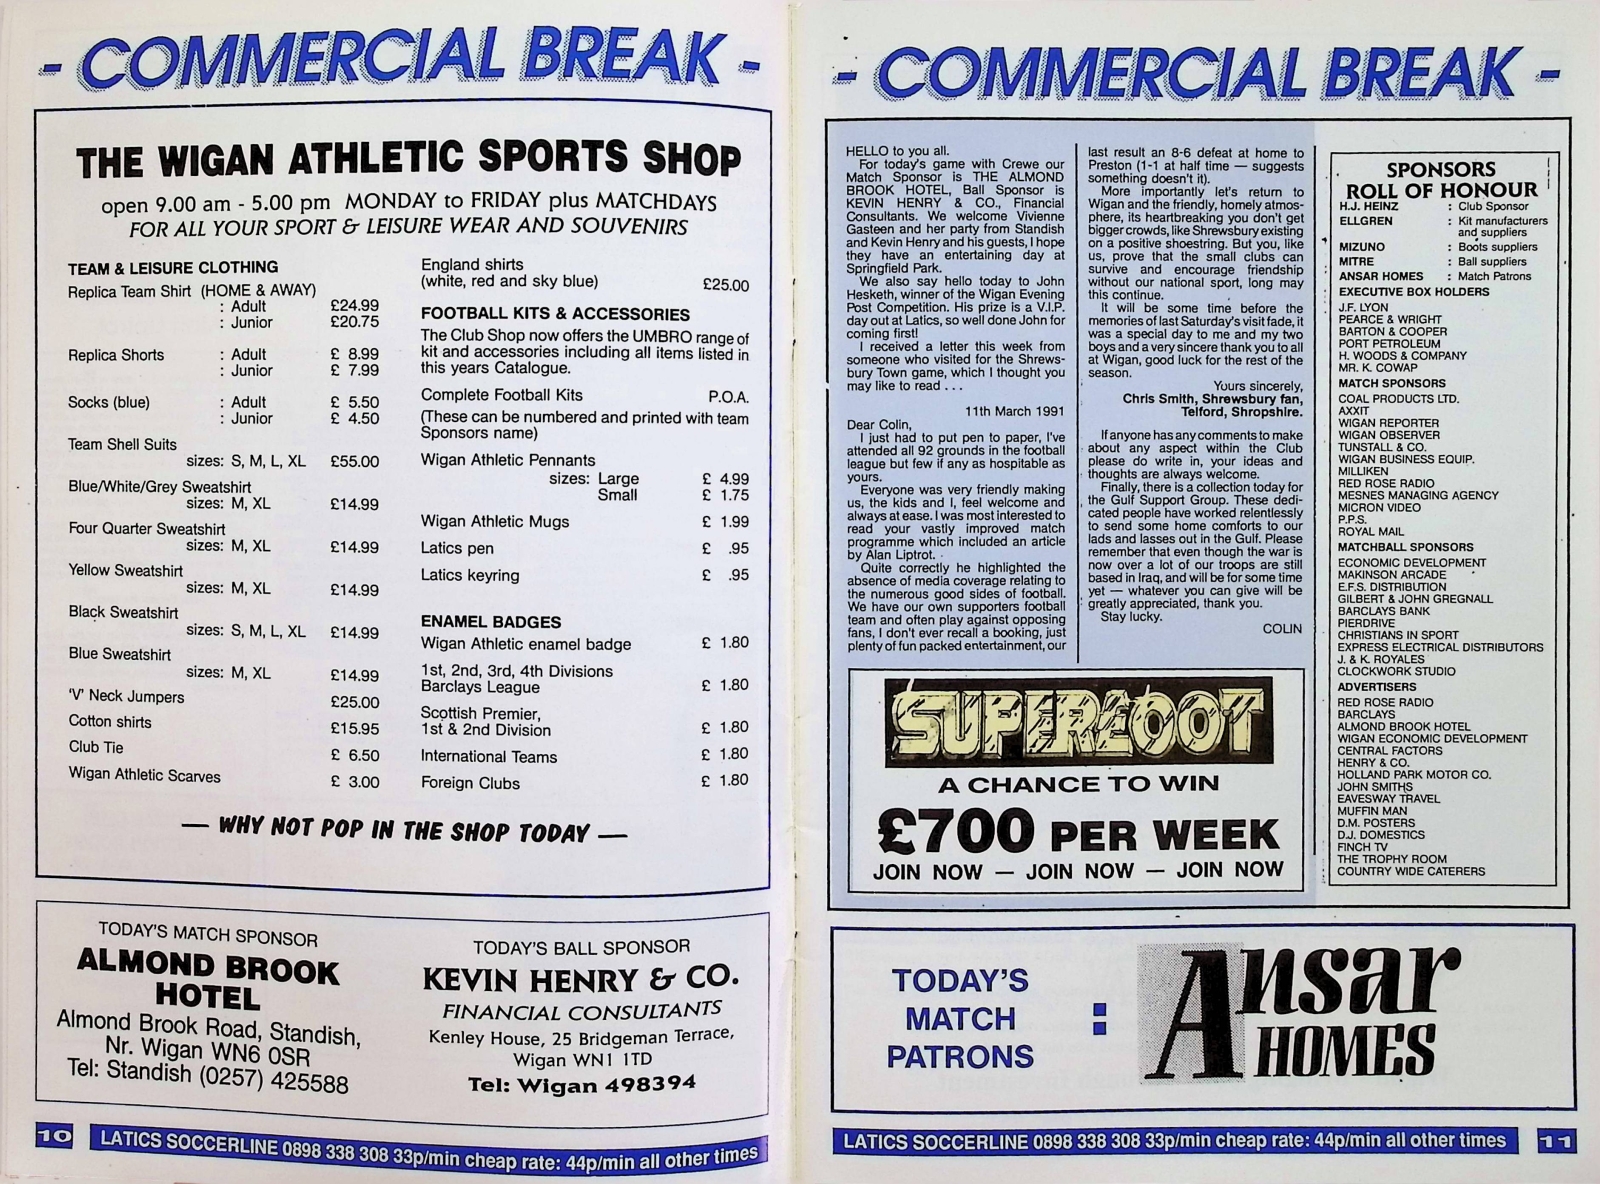 - COMMERCIAL BREAK -
THE WIGAN ATHLETIC SPORTS SHOP
open 9.00 am - 5.00 pm MONDAY to FRIDAY plus MATCHDAYS
FOR ALL YOUR SPORT & LEISURE WEAR AND SOUVENIRS
TEAM & LEISURE CLOTHING
Replica Team Shirt (HOME & AWAY)
: Adult £24.99
: Junior £20.75
Replica Shorts : Adult £ 8.99
: Junior £ 7.99
Socks (blue) : Adult £ 5.50
: Junior £ 4.50
Team Shell Suits
sizes: S, M, L, XL £55.00
Blue/White/Grey Sweatshirt
sizes: M, XL £14.99
Four Quarter Sweatshirt
sizes: M, XL £14.99
Yellow Sweatshirt
sizes: M, XL £14.99
Black Sweatshirt
sizes: S, M, L, XL £14.99
Blue Sweatshirt
sizes: M, XL £14.99
'V' Neck Jumpers £25.00
Cotton shirts £15.95
Club Tie £ 6.50
Wigan Athletic Scarves £ 3.00
England shirts
(white, red and sky blue) £25.00
FOOTBALL KITS & ACCESSORIES
The Club Shop now offers the UMBRO range of
kit and accessories including all items listed in
this years Catalogue.
Complete Football Kits P.O.A.
(These can be numbered and printed with team
Sponsors name)
Wigan Athletic Pennants
sizes: Large £ 4.99
Small £ 1.75
Wigan Athletic Mugs £ 1.99
Latics pen £ .95
Latics keyring £ .95
ENAMEL BADGES
Wigan Athletic enamel badge £ 1.80
1st, 2nd, 3rd, 4th Divisions
Barclays League £ 1.80
Scottish Premier,
1st & 2nd Division £ 1.80
International Teams £ 1.80
Foreign Clubs £ 1.80
— WHY NOT POP IN THE SHOP TODAY —
TODAY'S MATCH SPONSOR
ALMOND BROOK
HOTEL
Almond Brook Road, Standish,
Nr. Wigan WN6 0SR
Tel: Standish (0257) 425588
TODAY'S BALL SPONSOR
KEVIN HENRY & CO.
FINANCIAL CONSULTANTS
Kenley House, 25 Bridgeman Terrace,
Wigan WN1 1TD
Tel: Wigan 498394
10 LATICS SOCCERLINE 0898 338 308 33p/min cheap rate: 44p/min all other times
- COMMERCIAL BREAK -
HELLO to you all.
For today's game with Crewe our
Match Sponsor is THE ALMOND
BROOK HOTEL, Ball Sponsor is
KEVIN HENRY & CO., Financial
Consultants. We welcome Vivienne
Gasteen and her party from Standish
and Kevin Henry and his guests, I hope
they have an entertaining day at
Springfield Park.
We also say hello today to John
Hesketh, winner of the Wigan Evening
Post Competition. His prize is a V.I.P.
day out at Latics, so well done John for
coming first!
I received a letter this week from
someone who visited for the Shrews-
bury Town game, which I thought you
may like to read . . .
11th March 1991
Dear Colin,
I just had to put pen to paper, I've
attended all 92 grounds in the football
league but few if any as hospitable as
yours.
Everyone was very friendly making
us, the kids and I, feel welcome and
always at ease. I was most interested to
read your vastly improved match
programme which included an article
by Alan Liptrot.
Quite correctly he highlighted the
absence of media coverage relating to
the numerous good sides of football.
We have our own supporters football
team and often play against opposing
fans, I don't ever recall a booking, just
plenty of fun packed entertainment, our
last result an 8-6 defeat at home to
Preston (1-1 at half time — suggests
something doesn't it).
More importantly let's return to
Wigan and the friendly, homely atmos-
phere, its heartbreaking you don't get
bigger crowds, like Shrewsbury existing
on a positive shoestring. But you, like
us, prove that the small clubs can
survive and encourage friendship
without our national sport, long may
this continue.
It will be some time before the
memories of last Saturday's visit fade, it
was a special day to me and my two
boys and a very sincere thank you to all
at Wigan, good luck for the rest of the
season.
Yours sincerely,
Chris Smith, Shrewsbury fan,
Telford, Shropshire.
If anyone has any comments to make
about any aspect within the Club
please do write in, your ideas and
thoughts are always welcome.
Finally, there is a collection today for
the Gulf Support Group. These dedi-
cated people have worked relentlessly
to send some home comforts to our
lads and lasses out in the Gulf. Please
remember that even though the war is
now over a lot of our troops are still
based in Iraq, and will be for some time
yet — whatever you can give will be
greatly appreciated, thank you.
Stay lucky.
COLIN
SUPERFOOT
A CHANCE TO WIN
£700 PER WEEK
JOIN NOW — JOIN NOW — JOIN NOW
SPONSORS
ROLL OF HONOUR
H.J. HEINZ : Club Sponsor
ELLGREN : Kit manufacturers
and suppliers
MIZUNO : Boots suppliers
MITRE : Ball suppliers
ANSAR HOMES : Match Patrons
EXECUTIVE BOX HOLDERS
J.F. LYON
PEARCE & WRIGHT
BARTON & COOPER
PORT PETROLEUM
H. WOODS & COMPANY
MR. K. COWAP
MATCH SPONSORS
COAL PRODUCTS LTD.
AXXIT
WIGAN REPORTER
WIGAN OBSERVER
TUNSTALL & CO.
WIGAN BUSINESS EQUIP.
MILLIKEN
RED ROSE RADIO
MESNES MANAGING AGENCY
MICRON VIDEO
P.P.S.
ROYAL MAIL
MATCHBALL SPONSORS
ECONOMIC DEVELOPMENT
MAKINSON ARCADE
E.F.S. DISTRIBUTION
GILBERT & JOHN GREGNALL
BARCLAYS BANK
PIERDRIVE
CHRISTIANS IN SPORT
EXPRESS ELECTRICAL DISTRIBUTORS
J. & K. ROYALES
CLOCKWORK STUDIO
ADVERTISERS
RED ROSE RADIO
BARCLAYS
ALMOND BROOK HOTEL
WIGAN ECONOMIC DEVELOPMENT
CENTRAL FACTORS
HENRY & CO.
HOLLAND PARK MOTOR CO.
JOHN SMITHS
EAVESWAY TRAVEL
MUFFIN MAN
D.M. POSTERS
D.J. DOMESTICS
FINCH TV
THE TROPHY ROOM
COUNTRY WIDE CATERERS
TODAY'S
MATCH
PATRONS
:
Ansar
HOMES
LATICS SOCCERLINE 0898 338 308 33p/min cheap rate: 44p/min all other times 11